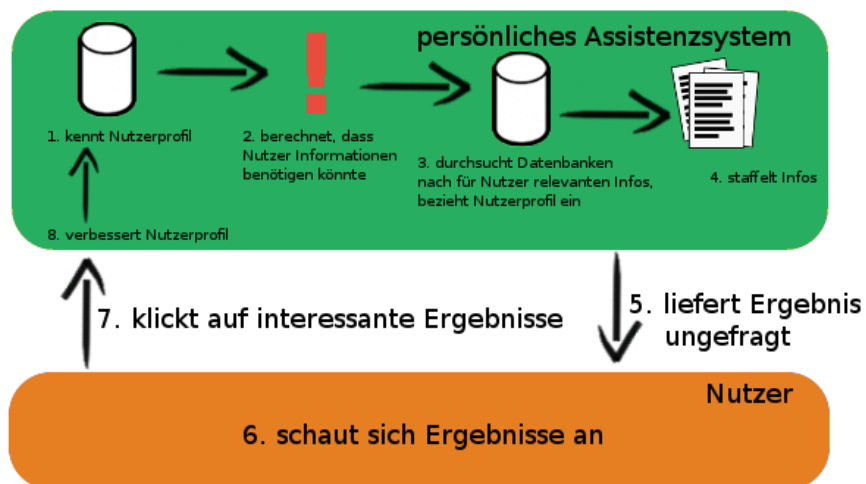 persönliches Assistenzsystem
1. kennt Nutzerprofil
2. berechnet, dass
Nutzer Informationen
benötigen könnte
3. durchsucht Datenbanken
nach für Nutzer relevanten Infos,
bezieht Nutzerprofil ein
4. staffelt Infos
8. verbessert Nutzerprofil
5. liefert Ergebnis
ungefragt
7. klickt auf interessante Ergebnisse
Nutzer
6. schaut sich Ergebnisse an